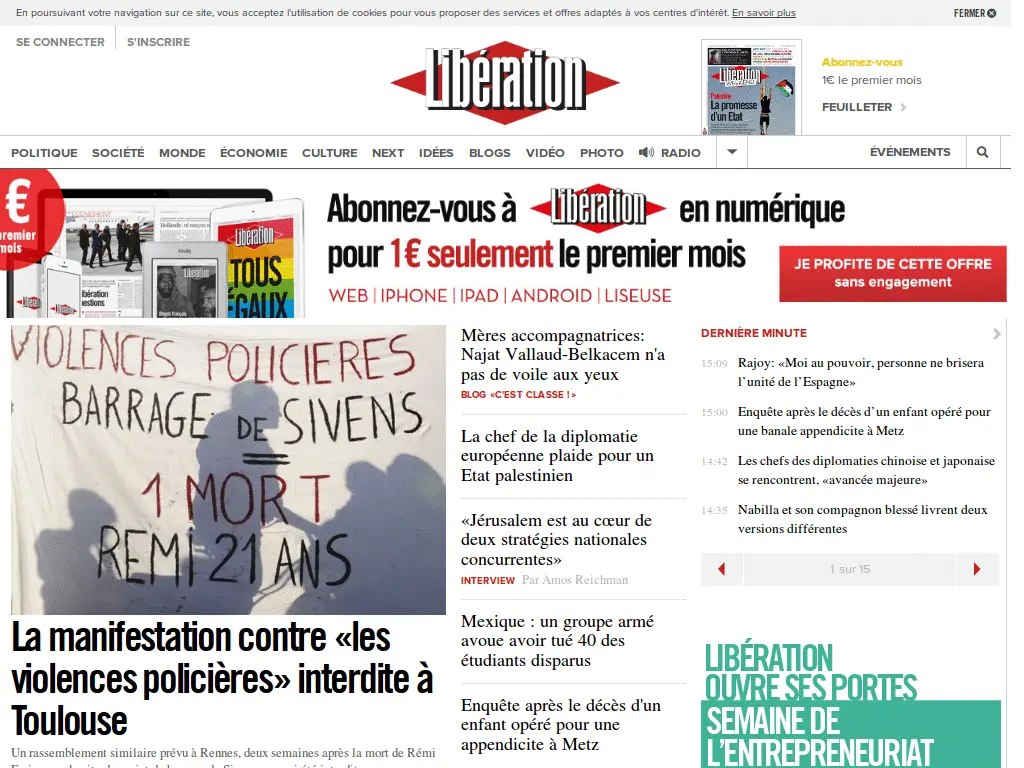 En poursuivant votre navigation sur ce site, vous acceptez l'utilisation de cookies pour vous proposer des services et offres adaptés à vos centres d'intérêt. En savoir plus
FERMER
SE CONNECTER
S'INSCRIRE
Libération
Libération
WEEK-END
Palestine
La promesse
d'un Etat
Abonnez-vous
1€ le premier mois
FEUILLETER
POLITIQUE SOCIÉTÉ MONDE ÉCONOMIE CULTURE NEXT IDÉES BLOGS VIDÉO PHOTO RADIO
ÉVÉNEMENTS
€
premier
mois
ÉVÉNEMENT
kindle
Libération
Libération
TOUS
ÉGAUX
Abonnez-vous à Libération en numérique
pour 1€ seulement le premier mois
WEB | IPHONE | IPAD | ANDROID | LISEUSE
JE PROFITE DE CETTE OFFRE
sans engagement
VIOLENCES POLICIERES
BARRAGE DE SIVENS
=
1 MORT
REMI 21 ANS
La manifestation contre «les
violences policières» interdite à
Toulouse
Un rassemblement similaire prévu à Rennes, deux semaines après la mort de Rémi
Mères accompagnatrices:
Najat Vallaud-Belkacem n'a
pas de voile aux yeux
BLOG «C'EST CLASSE !»
La chef de la diplomatie
européenne plaide pour un
Etat palestinien
«Jérusalem est au cœur de
deux stratégies nationales
concurrentes»
INTERVIEW Par Amos Reichman
Mexique : un groupe armé
avoue avoir tué 40 des
étudiants disparus
Enquête après le décès d'un
enfant opéré pour une
appendicite à Metz
DERNIÈRE MINUTE
15:09 Rajoy: «Moi au pouvoir, personne ne brisera
l’unité de l’Espagne»
15:00 Enquête après le décès d’un enfant opéré pour
une banale appendicite à Metz
14:42 Les chefs des diplomaties chinoise et japonaise
se rencontrent, «avancée majeure»
14:35 Nabilla et son compagnon blessé livrent deux
versions différentes
1 sur 15
LIBÉRATION
OUVRE SES PORTES
SEMAINE DE
L'ENTREPRENEURIAT